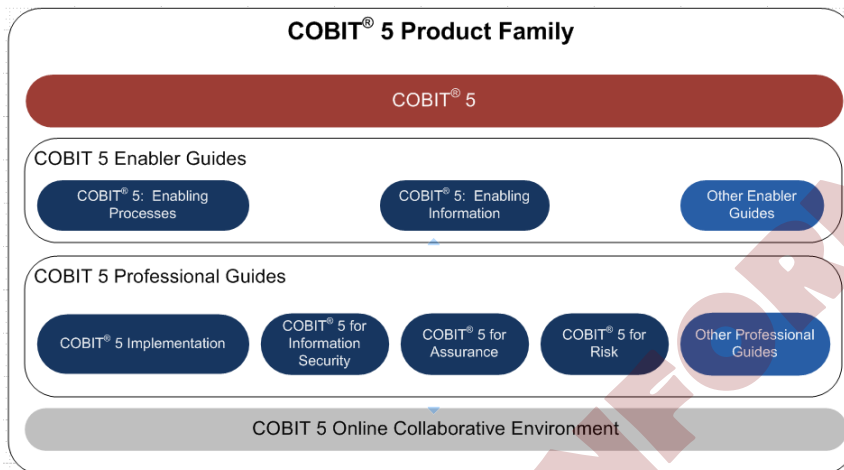 COBIT® 5 Product Family
COBIT® 5
COBIT 5 Enabler Guides
COBIT® 5: Enabling
Processes
COBIT® 5: Enabling
Information
Other Enabler
Guides
COBIT 5 Professional Guides
COBIT® 5 Implementation
COBIT® 5 for
Information
Security
COBIT® 5 for
Assurance
COBIT® 5 for
Risk
Other Professional
Guides
COBIT 5 Online Collaborative Environment